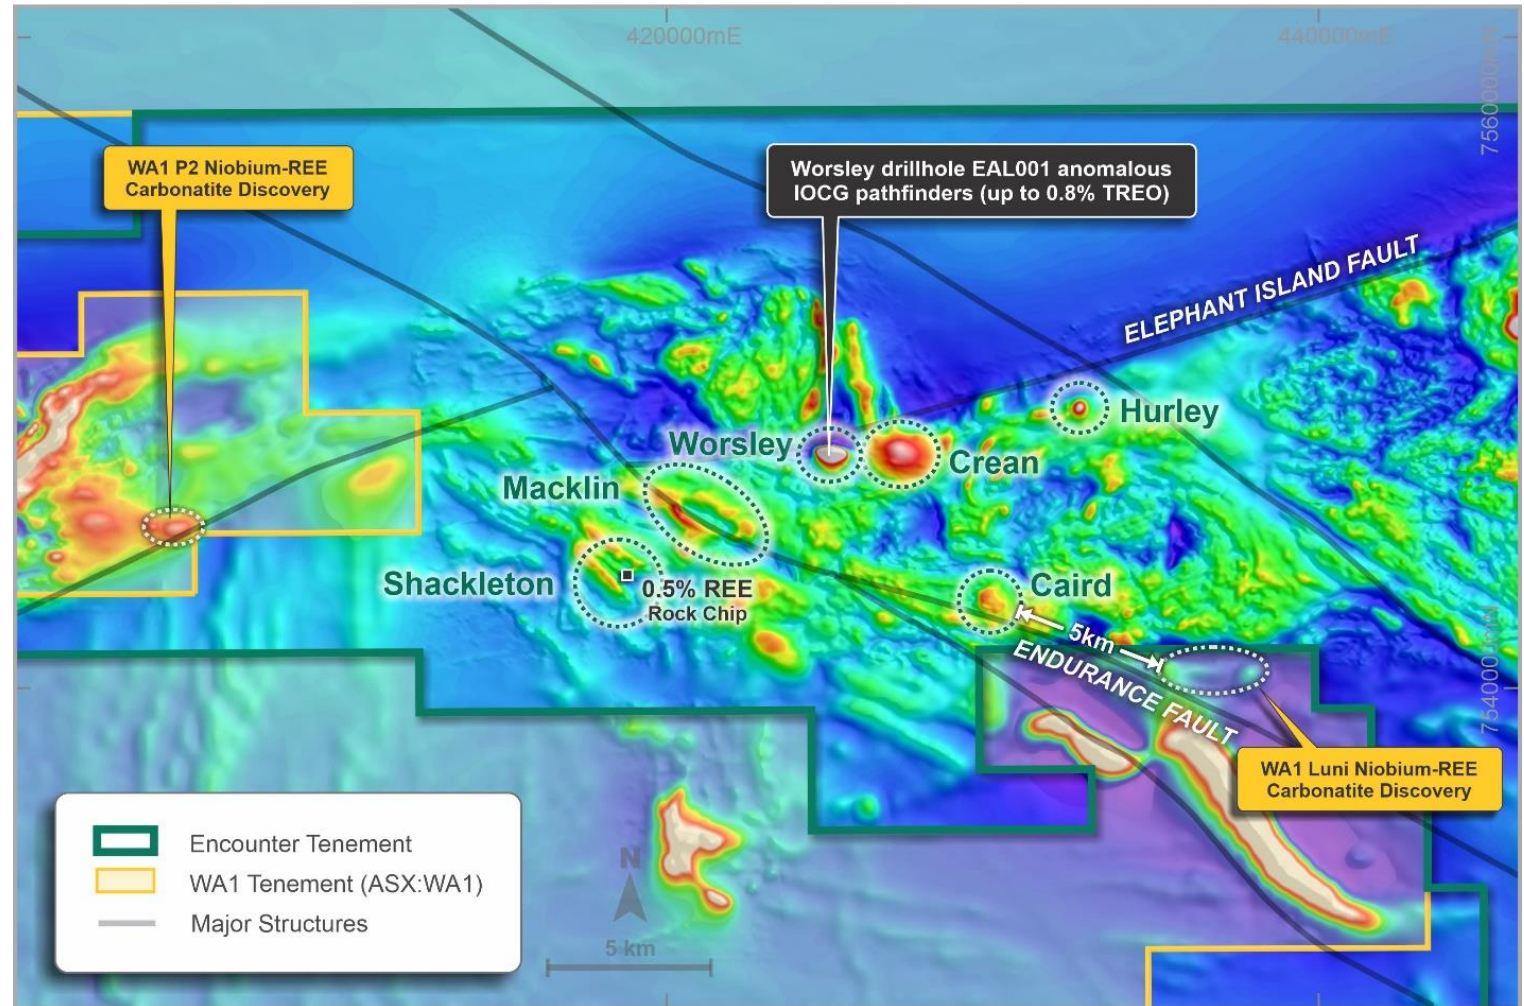 420000mE
440000mE
7560000mN
WA1 P2 Niobium-REE
Carbonatite Discovery
Worsley drillhole EAL001 anomalous
IOCG pathfinders (up to 0.8% TREO)
ELEPHANT ISLAND FAULT
Hurley
Worsley
Crean
Macklin
Shackleton
0.5% REE
Rock Chip
Caird
5km
ENDURANCE FAULT
7540000mN
WA1 Luni Niobium-REE
Carbonatite Discovery
Encounter Tenement
WA1 Tenement (ASX:WA1)
Major Structures
N
5 km